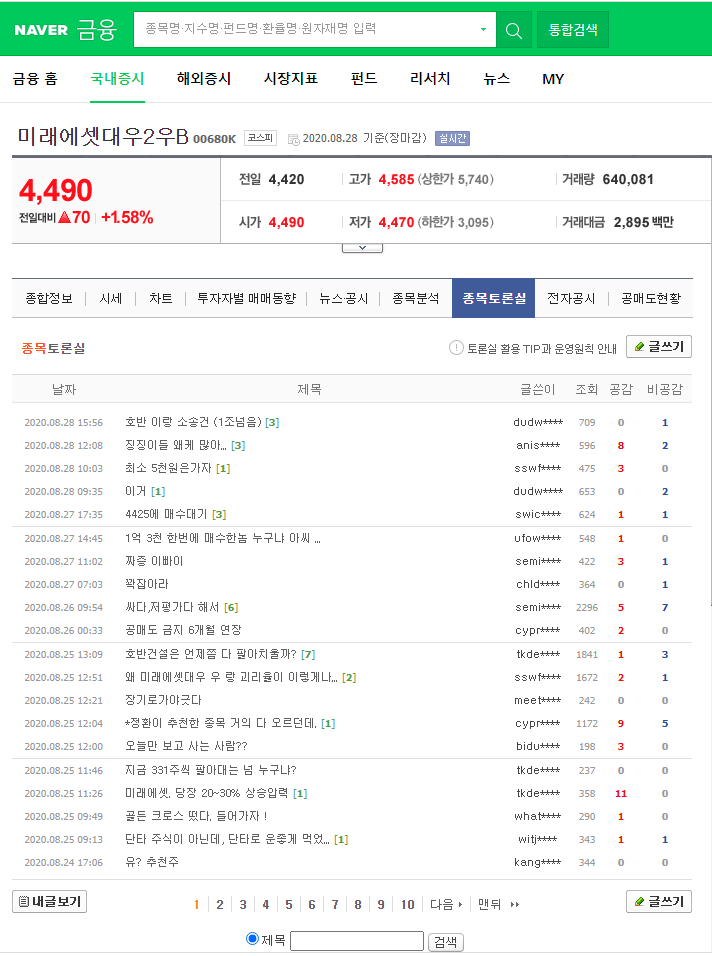 NAVER 금융 종목명·지수명·펀드명·환율명·원자재명 입력 통합검색
금융 홈 국내증시 해외증시 시장지표 펀드 리서치 뉴스 MY
미래에셋대우2우B 00680K 코스피 2020.08.28 기준(장마감) 실시간
4,490
전일대비 ▲70 +1.58%
전일 4,420 고가 4,585 (상한가 5,740) 거래량 640,081
시가 4,490 저가 4,470 (하한가 3,095) 거래대금 2,895 백만
종합정보 시세 차트 투자자별 매매동향 뉴스·공시 종목분석 종목토론실 전자공시 공매도현황
종목토론실 토론실 활용 TIP과 운영원칙 안내 글쓰기
날짜 제목 글쓴이 조회 공감 비공감
2020.08.28 15:56 호반 이랑 소송건 (1조넘음) [3] dudw**** 709 0 1
2020.08.28 12:08 징징이들 왜케 많아... [3] anis**** 596 8 2
2020.08.28 10:03 최소 5천원은가자 [1] sswf**** 475 3 0
2020.08.28 09:35 이거 [1] dudw**** 653 0 2
2020.08.27 17:35 4425에 매수대기 [3] swic**** 624 1 1
2020.08.27 14:45 1억 3천 한번에 매수한놈 누구냐 아씨 ... ufow**** 548 1 0
2020.08.27 11:02 짜증 이빠이 semi**** 422 3 1
2020.08.27 07:03 꽉잡아라 chld**** 364 0 1
2020.08.26 09:54 싸다,저평가다 해서 [6] semi**** 2296 5 7
2020.08.26 00:33 공매도 금지 6개월 연장 cypr**** 402 2 0
2020.08.25 13:09 호반건설은 언제쯤 다 팔아치울까? [7] tkde**** 1841 1 3
2020.08.25 12:51 왜 미래에셋대우 우 랑 괴리율이 이렇게나... [2] sswf**** 1672 2 1
2020.08.25 12:21 장기로가야긋다 meet**** 242 0 0
2020.08.25 12:04 *정환이 추천한 종목 거의 다 오르던데. [1] cypr**** 1172 9 5
2020.08.25 12:00 오늘만 보고 사는 사람?? bidu**** 198 3 0
2020.08.25 11:46 지금 331주씩 팔아대는 넘 누구냐? tkde**** 237 0 0
2020.08.25 11:26 미래에셋. 당장 20~30% 상승압력 [1] tkde**** 358 11 0
2020.08.25 09:49 골든 크로스 떴다. 들어가자 ! what**** 290 1 0
2020.08.25 09:13 단타 주식이 아닌데, 단타로 운좋게 먹었... [1] witj**** 343 1 1
2020.08.24 17:06 유? 추천주 kang**** 344 0 0
내글보기 1 2 3 4 5 6 7 8 9 10 다음 맨뒤 글쓰기
제목 검색